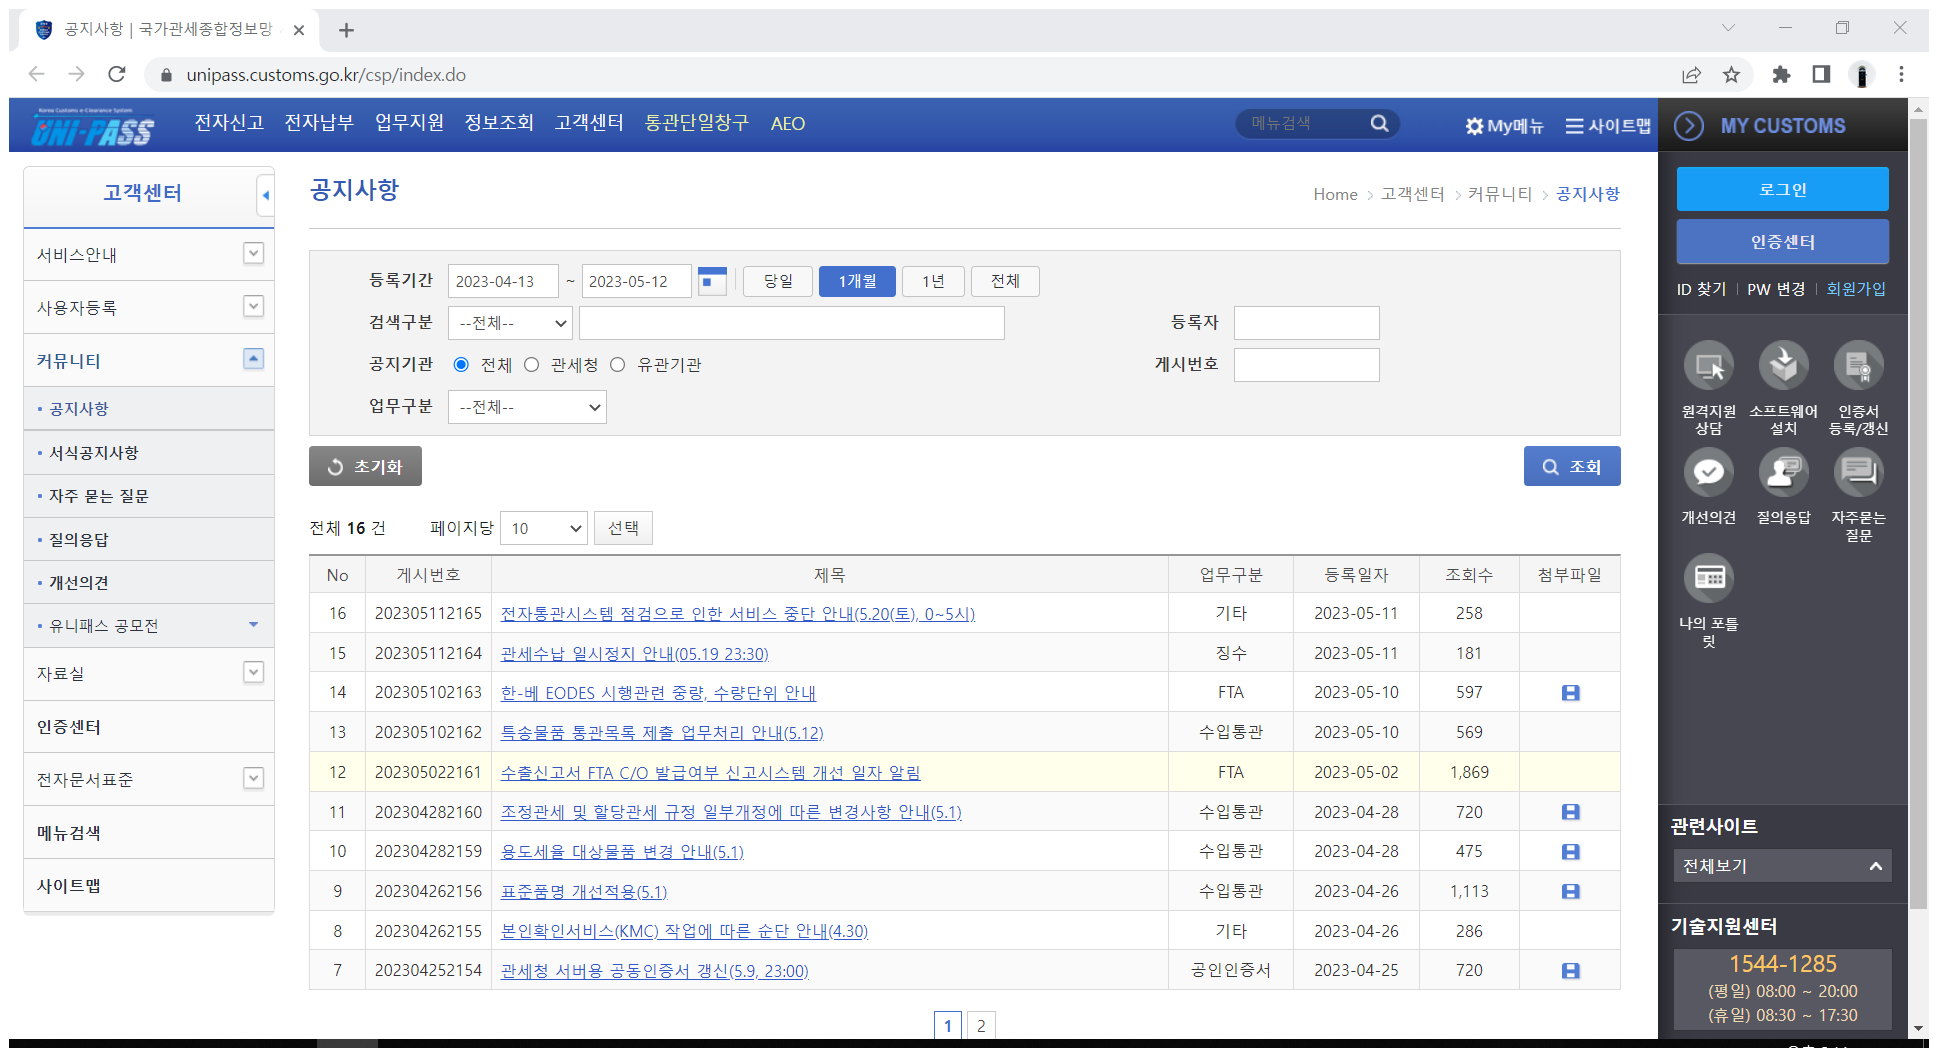 공지사항 | 국가관세종합정보망
unipass.customs.go.kr/csp/index.do
Korea Customs e-Clearance System
UNI-PASS
전자신고 전자납부 업무지원 정보조회 고객센터 통관단일창구 AEO
메뉴검색
My메뉴
사이트맵
MY CUSTOMS
고객센터
서비스안내
사용자등록
커뮤니티
공지사항
서식공지사항
자주 묻는 질문
질의응답
개선의견
유니패스 공모전
자료실
인증센터
전자문서표준
메뉴검색
사이트맵
공지사항
Home > 고객센터 > 커뮤니티 > 공지사항
등록기간 2023-04-13 ~ 2023-05-12 당일 1개월 1년 전체
검색구분 --전체-- 등록자
공지기관 전체 관세청 유관기관 게시번호
업무구분 --전체--
초기화
조회
전체 16 건 페이지당 10 선택
No 게시번호 제목 업무구분 등록일자 조회수 첨부파일
16 202305112165 전자통관시스템 점검으로 인한 서비스 중단 안내(5.20(토), 0~5시) 기타 2023-05-11 258
15 202305112164 관세수납 일시정지 안내(05.19 23:30) 징수 2023-05-11 181
14 202305102163 한-베 EODES 시행관련 중량, 수량단위 안내 FTA 2023-05-10 597
13 202305102162 특송물품 통관목록 제출 업무처리 안내(5.12) 수입통관 2023-05-10 569
12 202305022161 수출신고서 FTA C/O 발급여부 신고시스템 개선 일자 알림 FTA 2023-05-02 1,869
11 202304282160 조정관세 및 할당관세 규정 일부개정에 따른 변경사항 안내(5.1) 수입통관 2023-04-28 720
10 202304282159 용도세율 대상물품 변경 안내(5.1) 수입통관 2023-04-28 475
9 202304262156 표준품명 개선적용(5.1) 수입통관 2023-04-26 1,113
8 202304262155 본인확인서비스(KMC) 작업에 따른 순단 안내(4.30) 기타 2023-04-26 286
7 202304252154 관세청 서버용 공동인증서 갱신(5.9, 23:00) 공인인증서 2023-04-25 720
1 2
로그인
인증센터
ID 찾기 | PW 변경 | 회원가입
원격지원
상담
소프트웨어
설치
인증서
등록/갱신
개선의견
질의응답
자주묻는
질문
나의 포틀
릿
관련사이트
전체보기
기술지원센터
1544-1285
(평일) 08:00 ~ 20:00
(휴일) 08:30 ~ 17:30